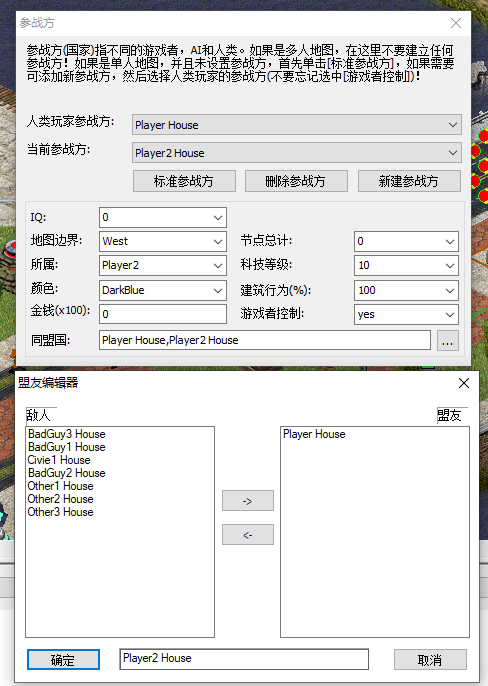 参战方
参战方(国家)指不同的游戏者，AI和人类。如果是多人地图，在这里不要建立任何
参战方！如果是单人地图，并且未设置参战方，首先单击[标准参战方]，如果需要
可添加新参战方，然后选择人类玩家的参战方(不要忘记选中[游戏者控制])！
人类玩家参战方: Player House
当前参战方: Player2 House
标准参战方 删除参战方 新建参战方
IQ: 0
地图边界: West 节点总计: 0
所属: Player2 科技等级: 10
颜色: DarkBlue 建筑行为(%): 100
金钱(x100): 0 游戏者控制: yes
同盟国: Player House,Player2 House ...
盟友编辑器
敌人 盟友
BadGuy3 House Player House
BadGuy1 House
Civie1 House
BadGuy2 House
Other1 House
Other2 House
Other3 House
->
<-
确定 Player2 House 取消